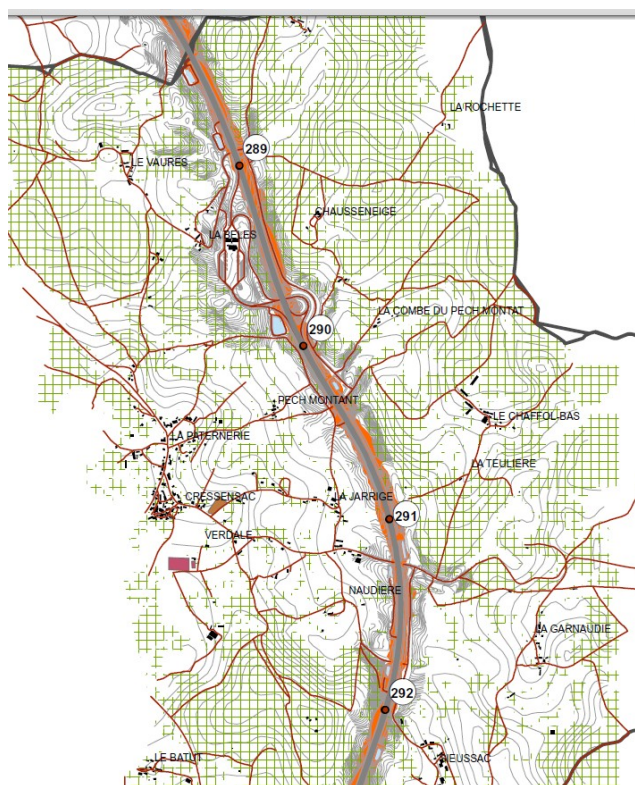 LA ROCHETTE
289
LE VAURES
CHAUSSENEIGE
LA BELES
LA COMBE DU PECH MONTAT
290
PECH MONTANT
LE CHAFFOL-BAS
LA PATERNERIE
LA TEULIERE
CRESSENSAC
LA JARRIGE
291
VERDALE
NAUDIERE
LA GARNAUDIE
292
LE BATUT